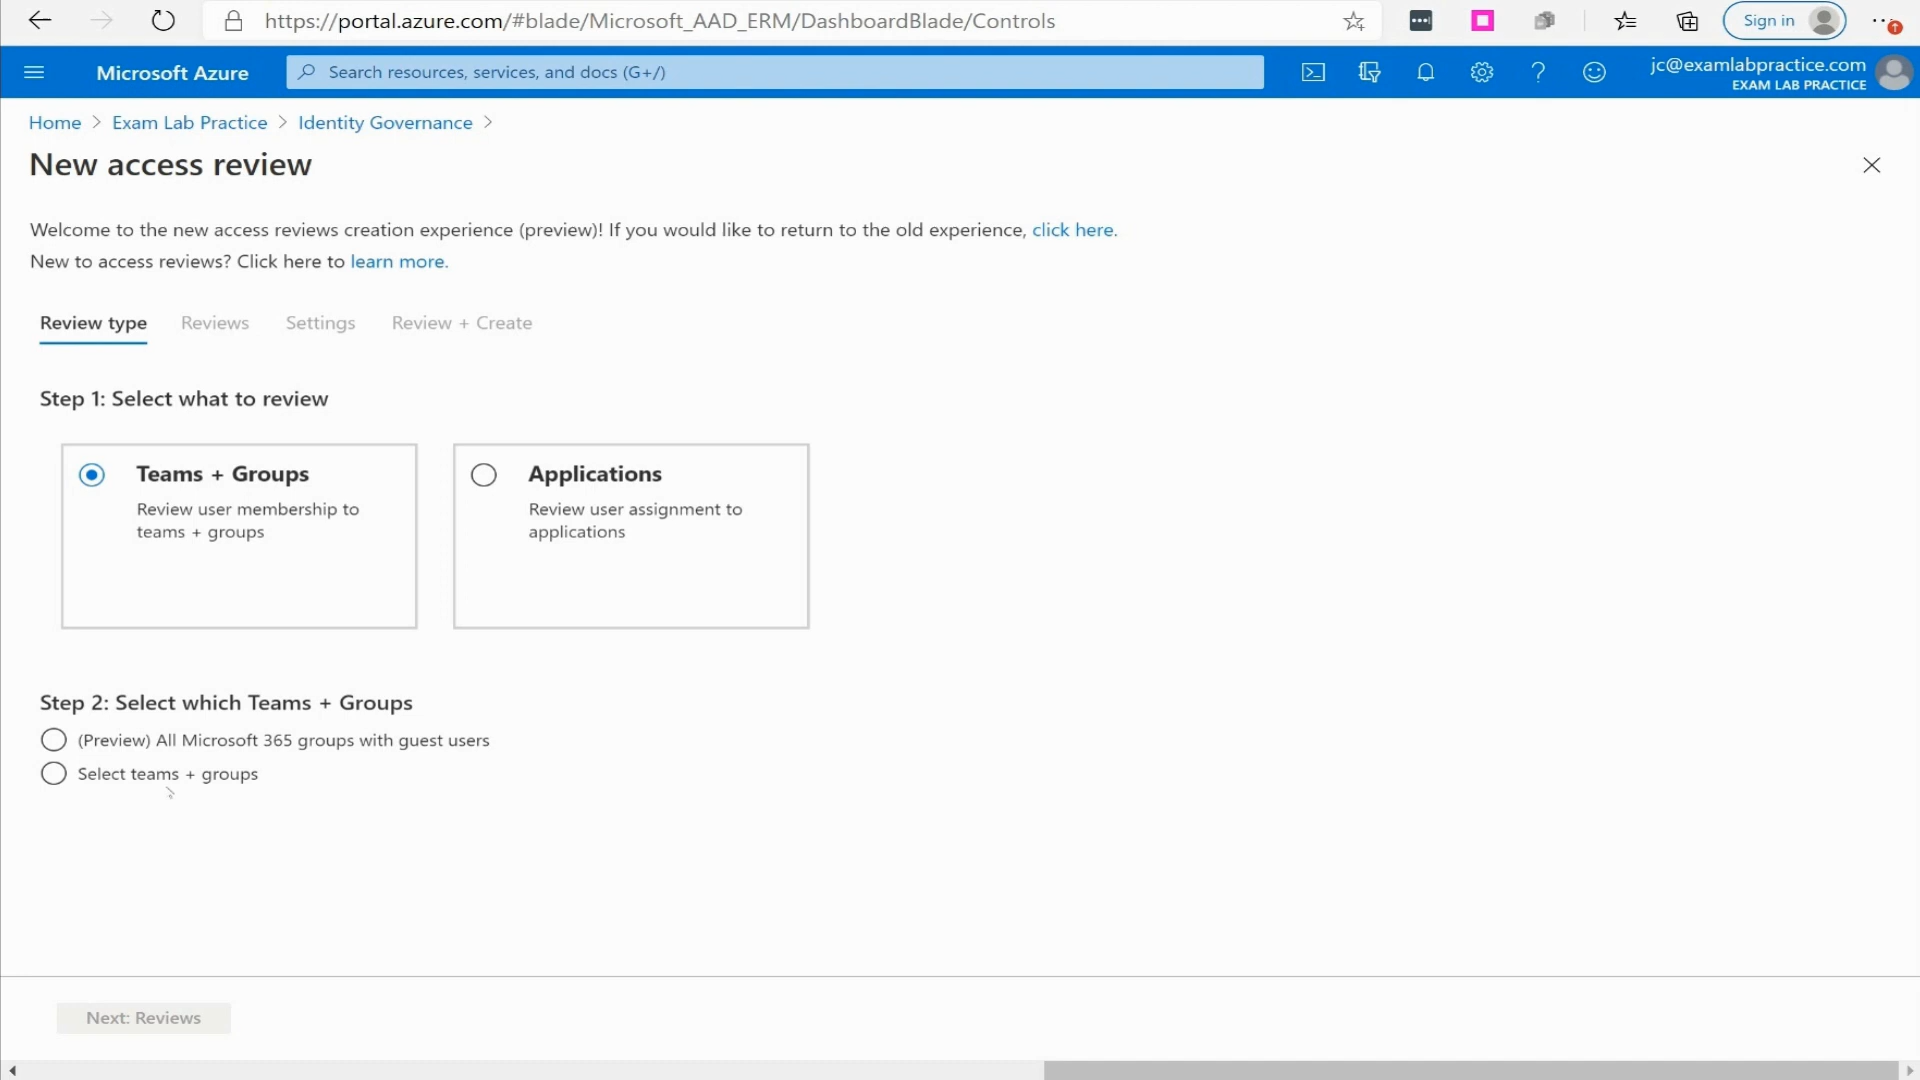 https://portal.azure.com/#blade/Microsoft_AAD_ERM/DashboardBlade/Controls
Sign in
Microsoft Azure
Search resources, services, and docs (G+/)
jc@examlabpractice.com
EXAM LAB PRACTICE
Home > Exam Lab Practice > Identity Governance >
New access review
Welcome to the new access reviews creation experience (preview)! If you would like to return to the old experience, click here.
New to access reviews? Click here to learn more.
Review type Reviews Settings Review + Create
Step 1: Select what to review
Teams + Groups
Review user membership to
teams + groups
Applications
Review user assignment to
applications
Step 2: Select which Teams + Groups
(Preview) All Microsoft 365 groups with guest users
Select teams + groups
Next: Reviews